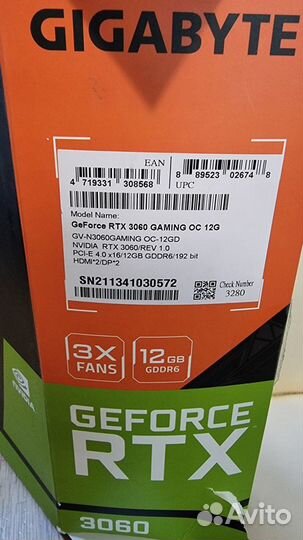 GIGABYTE
EAN
4 719331 308568
8 89523 02674 8
UPC
Model Name:
GeForce RTX 3060 GAMING OC 12G
GV-N3060GAMING OC-12GD
NVIDIA RTX 3060/REV 1.0
PCI-E 4.0 x16/12GB GDDR6/192 bit
HDMI*2/DP*2
SN211341030572
Check Number
3280
3X
FANS
12GB
GDDR6
NVIDIA
GEFORCE
RTX
3060
Avito